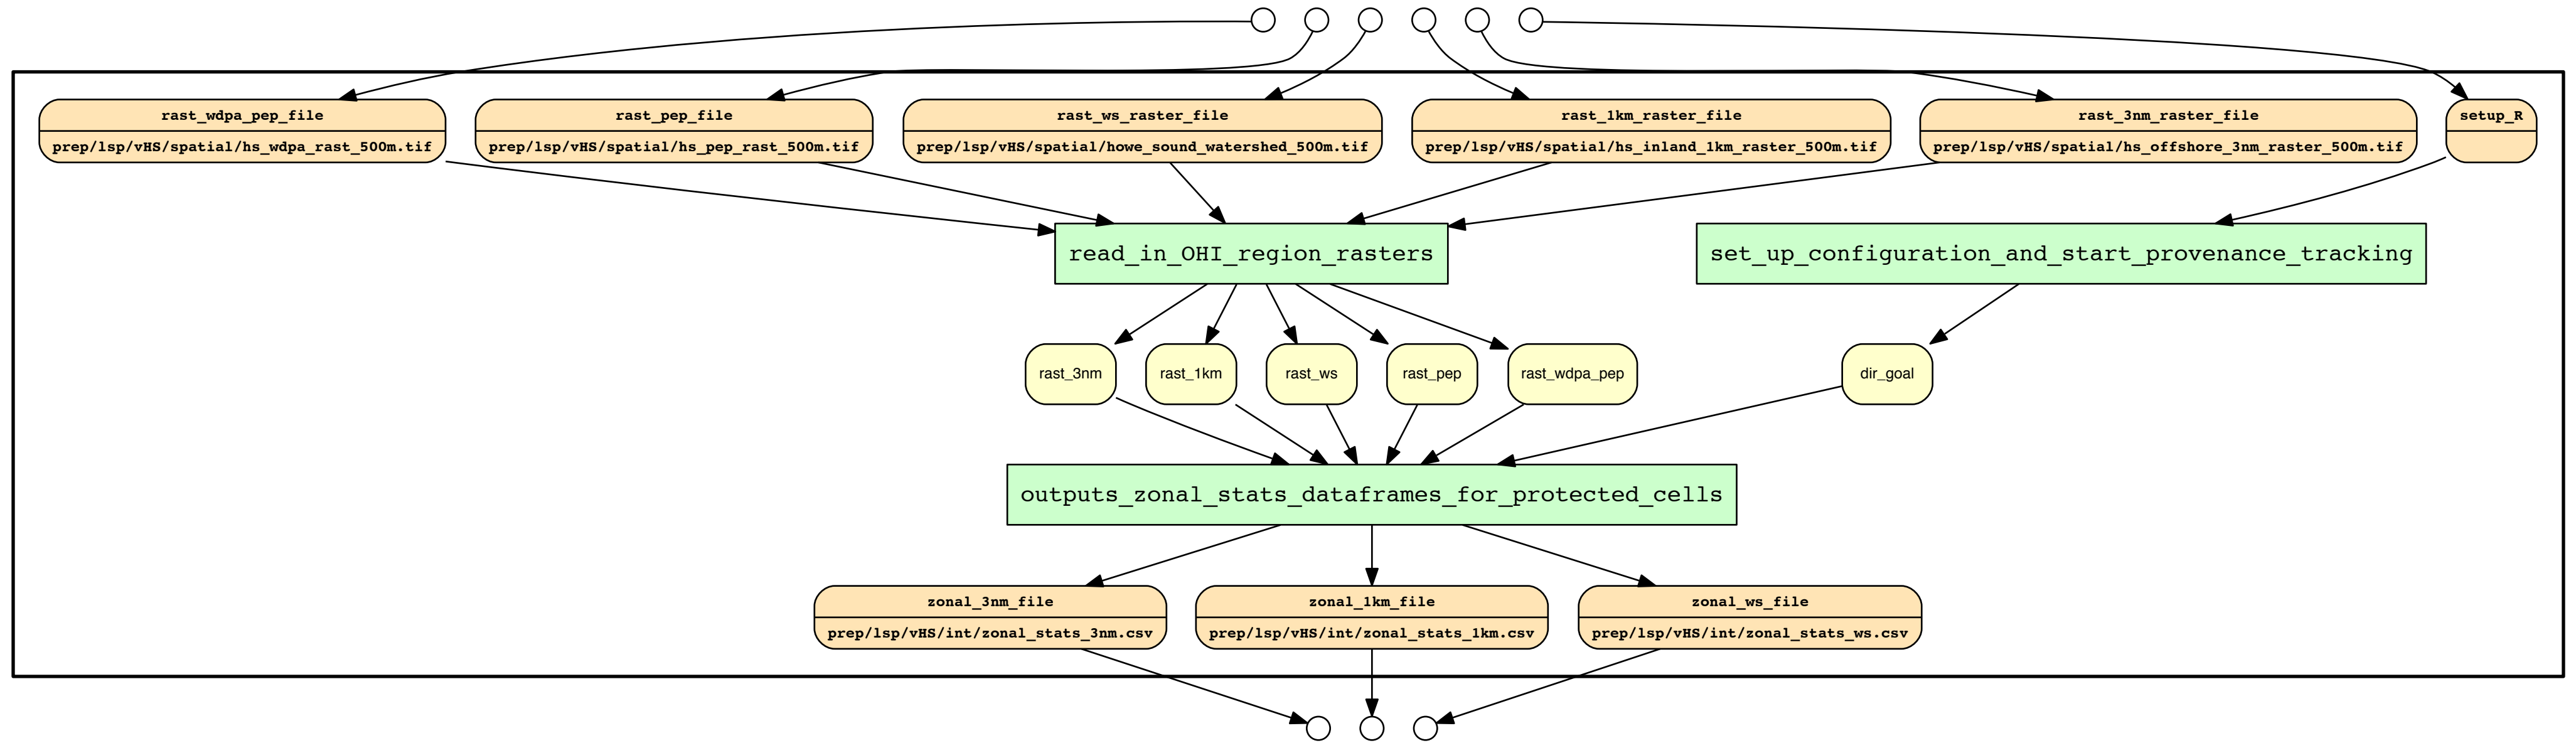 rast_wdpa_pep_file
prep/lsp/vHS/spatial/hs_wdpa_rast_500m.tif
rast_pep_file
prep/lsp/vHS/spatial/hs_pep_rast_500m.tif
rast_ws_raster_file
prep/lsp/vHS/spatial/howe_sound_watershed_500m.tif
rast_1km_raster_file
prep/lsp/vHS/spatial/hs_inland_1km_raster_500m.tif
rast_3nm_raster_file
prep/lsp/vHS/spatial/hs_offshore_3nm_raster_500m.tif
setup_R
read_in_OHI_region_rasters
set_up_configuration_and_start_provenance_tracking
rast_3nm
rast_1km
rast_ws
rast_pep
rast_wdpa_pep
dir_goal
outputs_zonal_stats_dataframes_for_protected_cells
zonal_3nm_file
prep/lsp/vHS/int/zonal_stats_3nm.csv
zonal_1km_file
prep/lsp/vHS/int/zonal_stats_1km.csv
zonal_ws_file
prep/lsp/vHS/int/zonal_stats_ws.csv